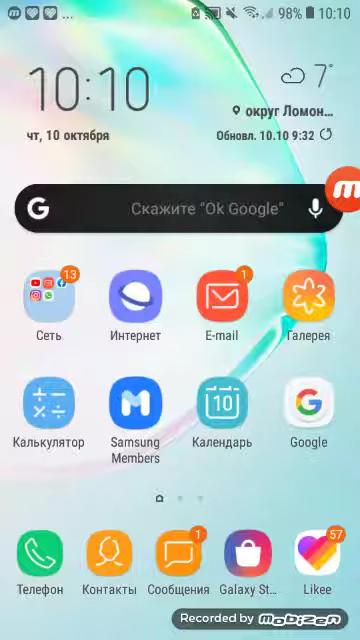 ... 98% 10:10
10:10
7°
округ Ломон...
чт, 10 октября
Обновл. 10.10 9:32
G Скажите "Ok Google"
13
1
Сеть
Интернет
E-mail
Галерея
10
G
Калькулятор
Samsung Members
Календарь
Google
1
57
Телефон
Контакты
Сообщения
Galaxy St...
Likee
Recorded by MOBIZEN